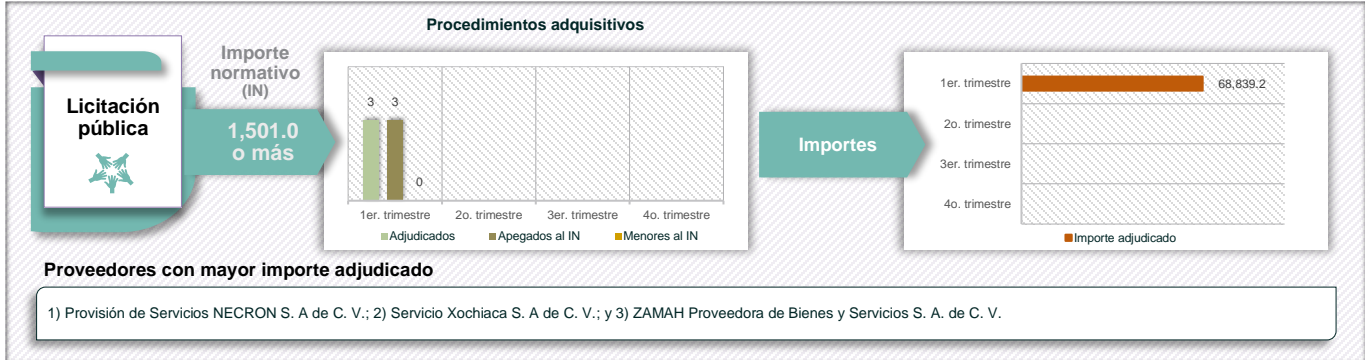 Procedimientos adquisitivos
Licitación
pública
Importe
normativo
(IN)
1,501.0
o más
3 3
0
1er. trimestre 2o. trimestre 3er. trimestre 4o. trimestre
Adjudicados Apegados al IN Menores al IN
Importes
1er. trimestre
68,839.2
2o. trimestre
3er. trimestre
4o. trimestre
Importe adjudicado
Proveedores con mayor importe adjudicado
1) Provisión de Servicios NECRON S. A de C. V.; 2) Servicio Xochiaca S. A de C. V.; y 3) ZAMAH Proveedora de Bienes y Servicios S. A. de C. V.